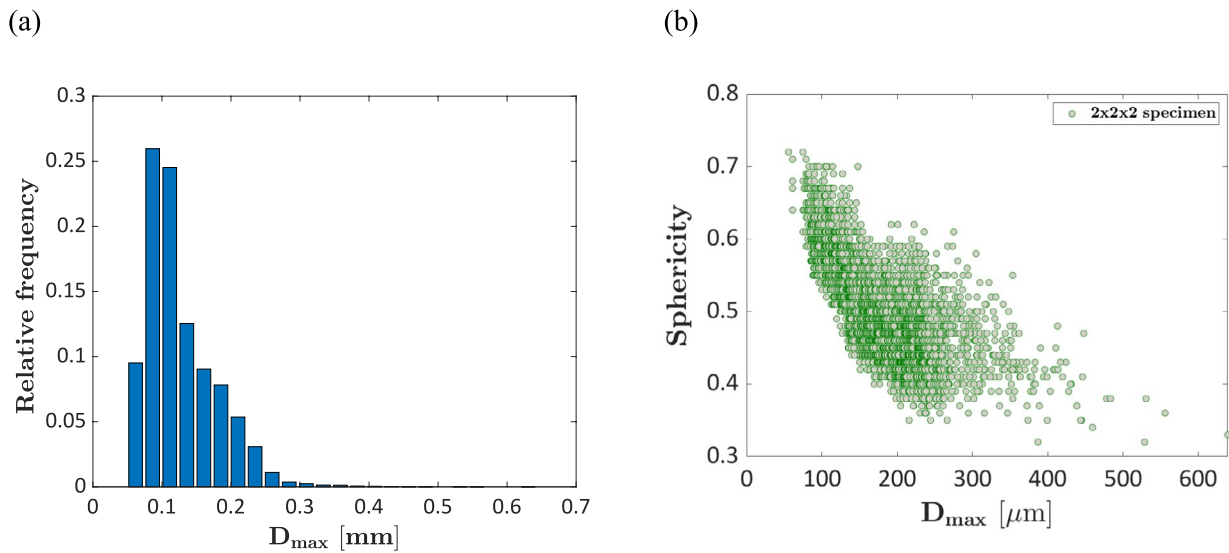 (a)
(b)
0.3
0.25
0.2
0.15
0.1
0.05
0
Relative frequency
0 0.1 0.2 0.3 0.4 0.5 0.6 0.7
D_max [mm]
0.8
0.7
0.6
0.5
0.4
0.3
Sphericity
2x2x2 specimen
0 100 200 300 400 500 600
D_max [μm]